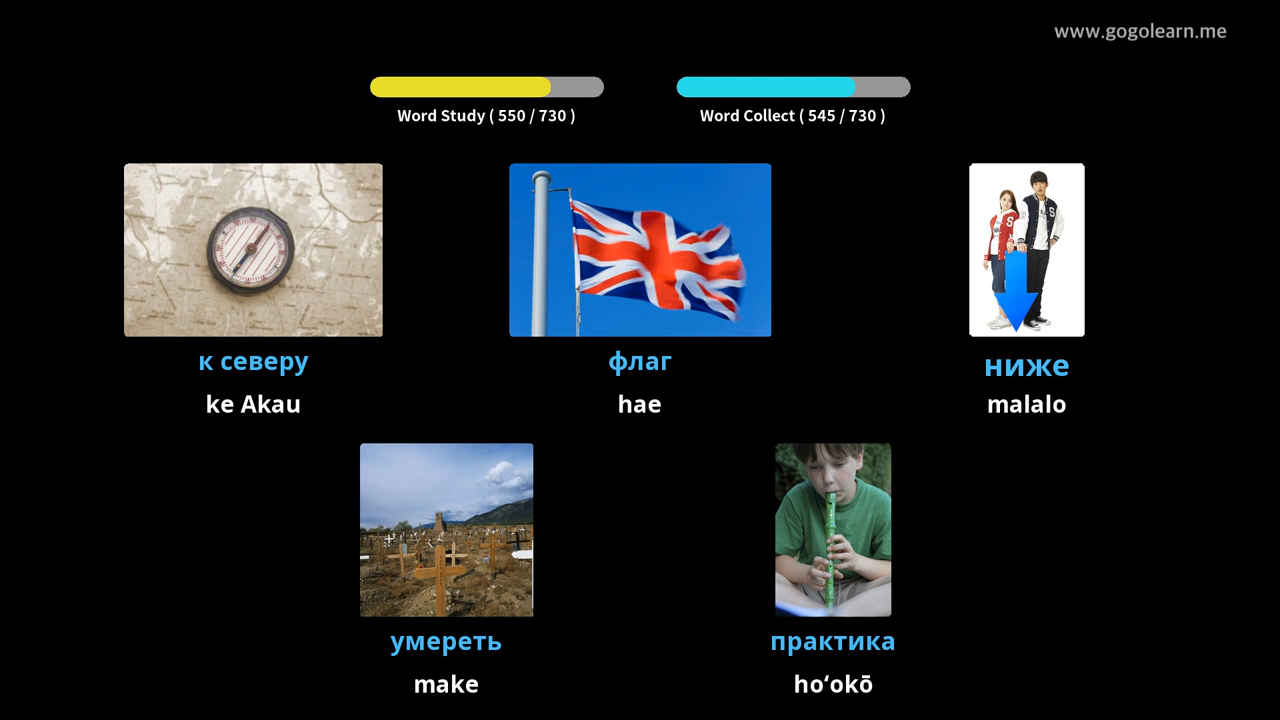 www.gogolearn.me
Word Study ( 550 / 730 )
Word Collect ( 545 / 730 )
к северу
флаг
ниже
ke Akau
hae
malalo
умереть
практика
make
hoʻokō